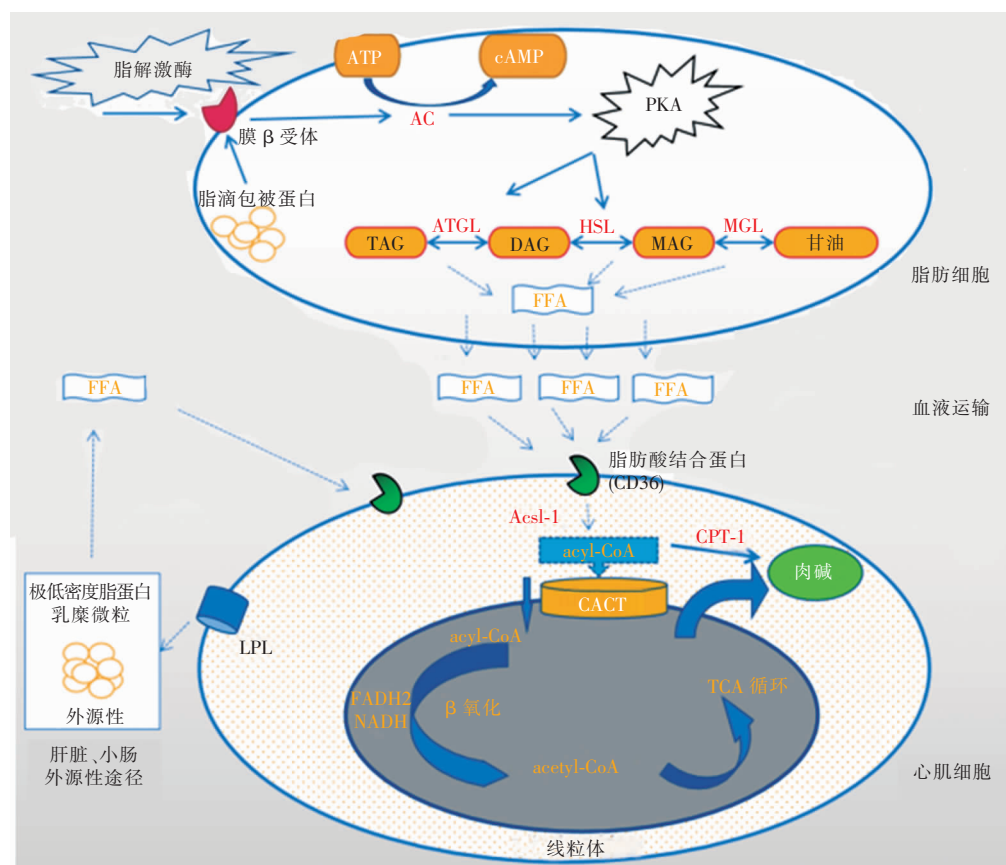 脂解激酶
ATP
cAMP
AC
PKA
膜 β 受体
脂滴包被蛋白
ATGL
HSL
MGL
TAG
DAG
MAG
甘油
脂肪细胞
FFA
FFA
FFA
FFA
FFA
血液运输
脂肪酸结合蛋白
(CD36)
Acsl-1
CPT-1
acyl-CoA
肉碱
CACT
极低密度脂蛋白
乳糜微粒
外源性
LPL
acyl-CoA
FADH2
NADH
β 氧化
TCA 循环
acetyl-CoA
肝脏、小肠
外源性途径
心肌细胞
线粒体